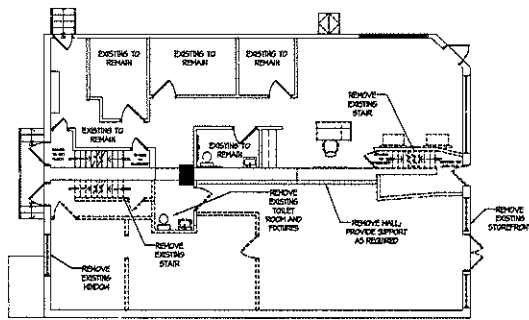 EXISTING TO
REMAIN
EXISTING TO
REMAIN
EXISTING TO
REMAIN
REMOVE
EXISTING
STAIR
EXISTING TO
REMAIN
EXISTING TO
REMAIN
REMOVE
EXISTING
TOILET
ROOM AND
FIXTURES
REMOVE WALL;
PROVIDE SUPPORT
AS REQUIRED
REMOVE
EXISTING
STOREFRONT
REMOVE
EXISTING
STAIR
REMOVE
EXISTING
WINDOW